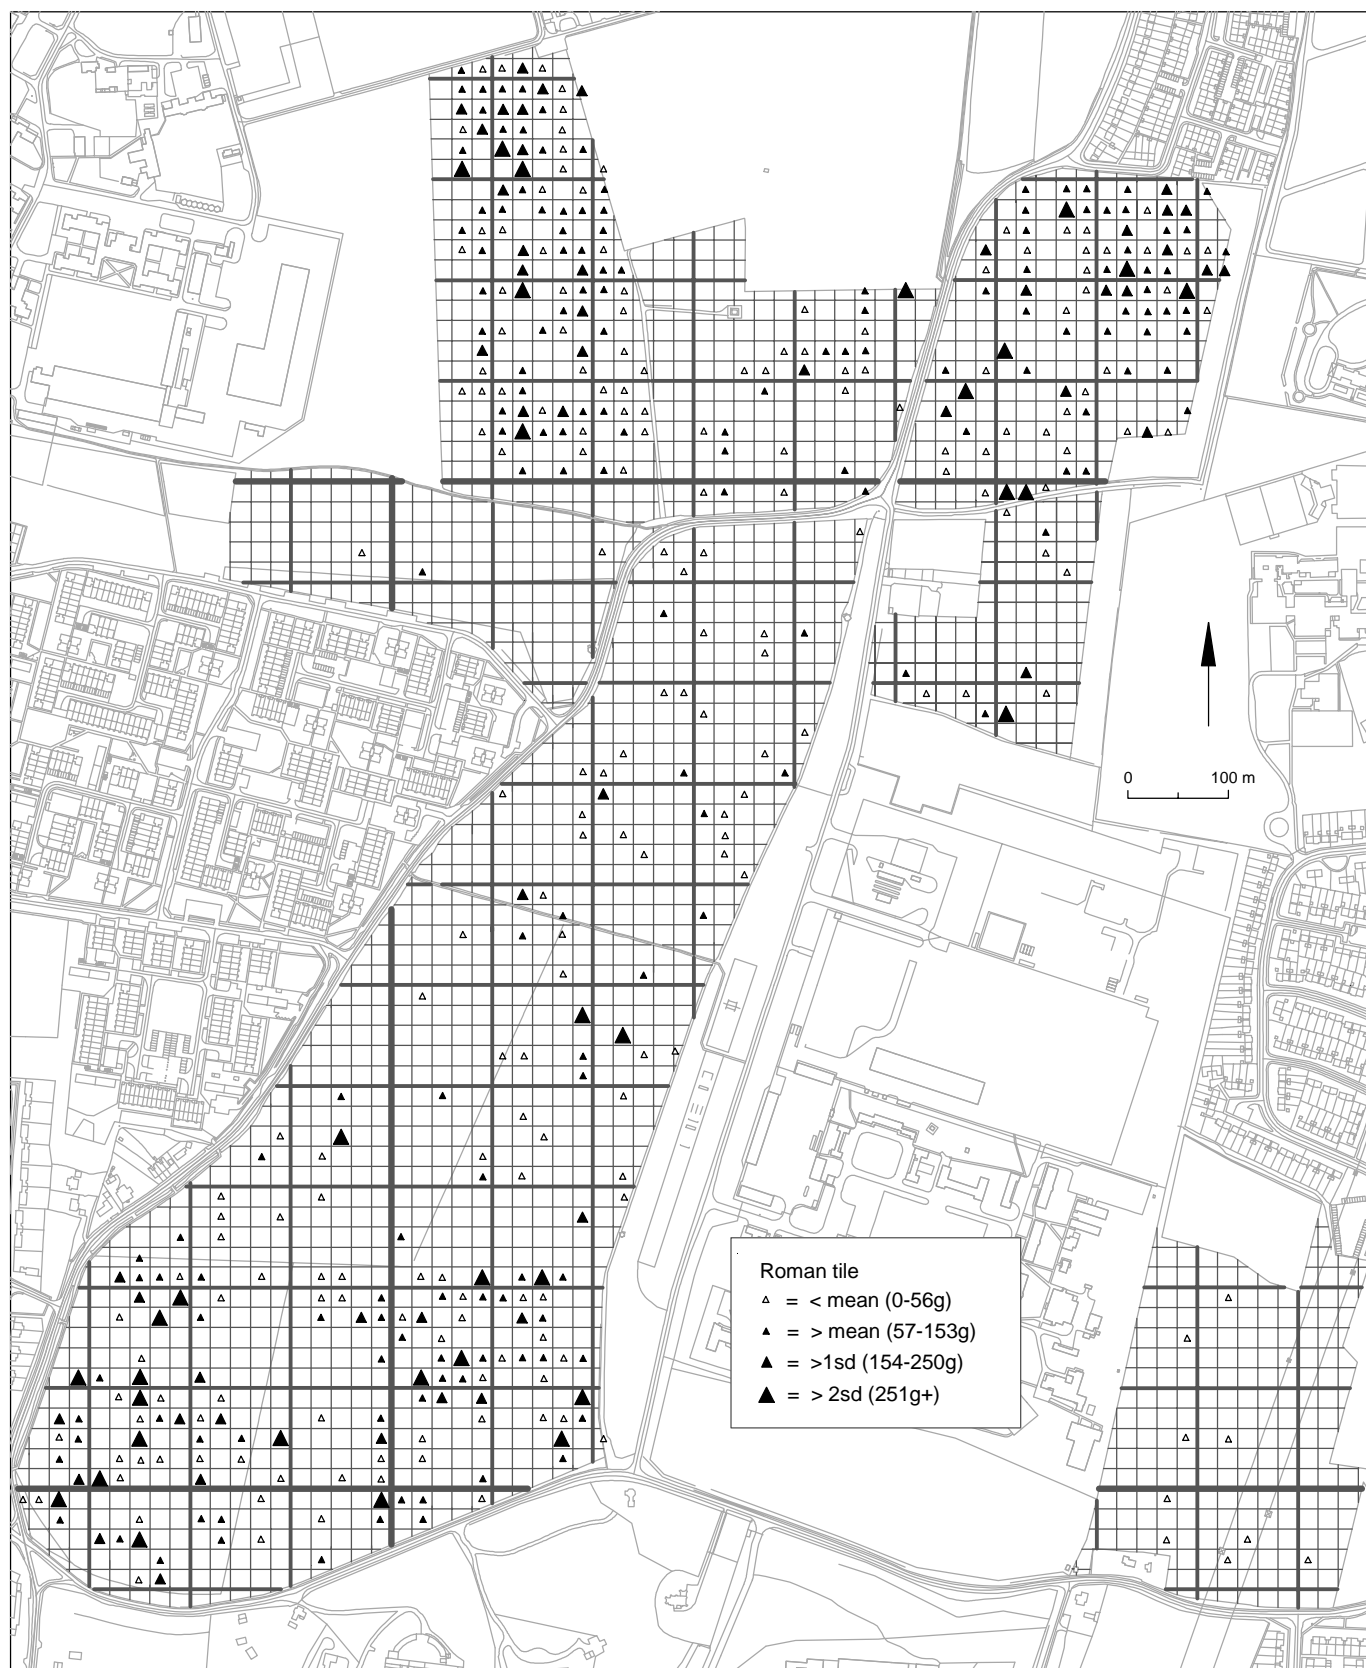 0 100 m
Roman tile
= < mean (0-56g)
= > mean (57-153g)
= >1sd (154-250g)
= > 2sd (251g+)